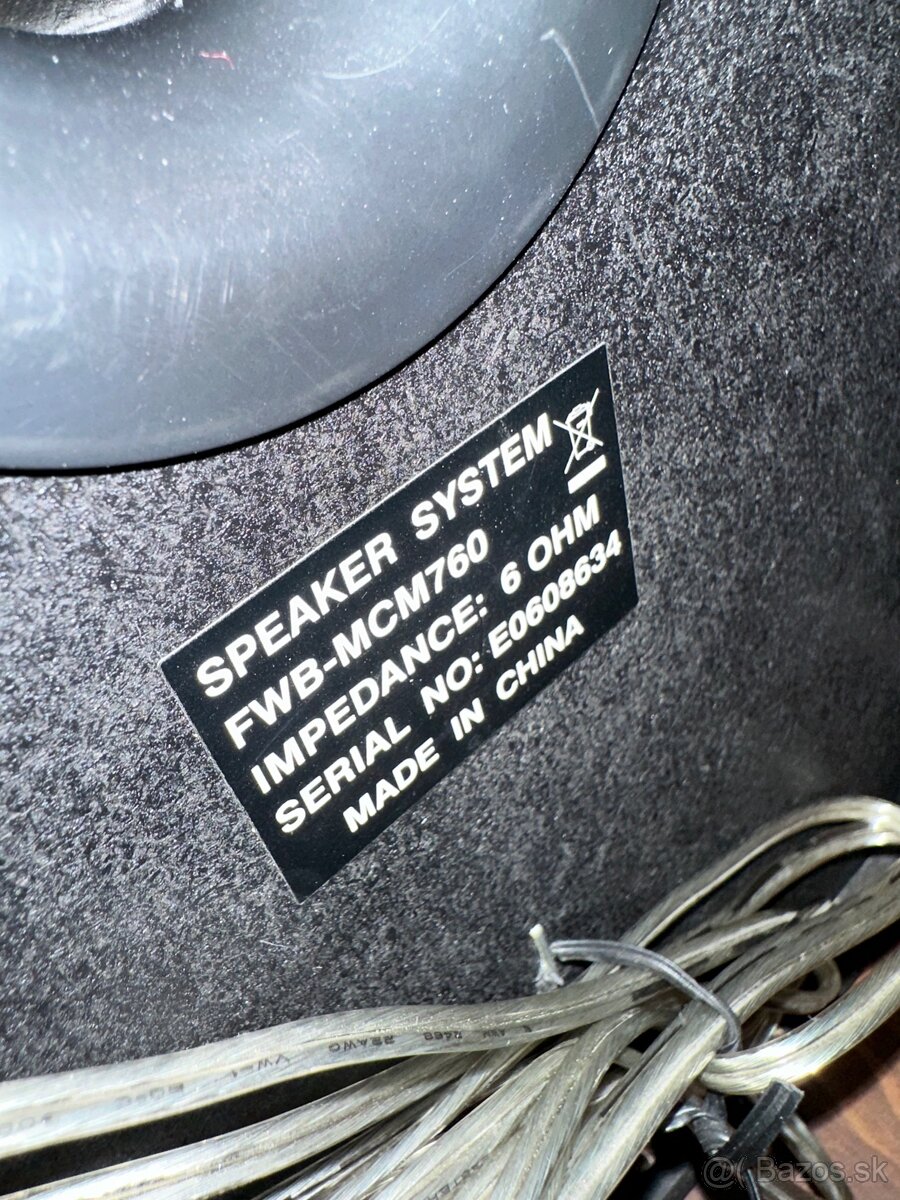 SPEAKER SYSTEM
FWB-MCM760
IMPEDANCE: 6 OHM
SERIAL NO: E0608634
MADE IN CHINA
Bazos.sk